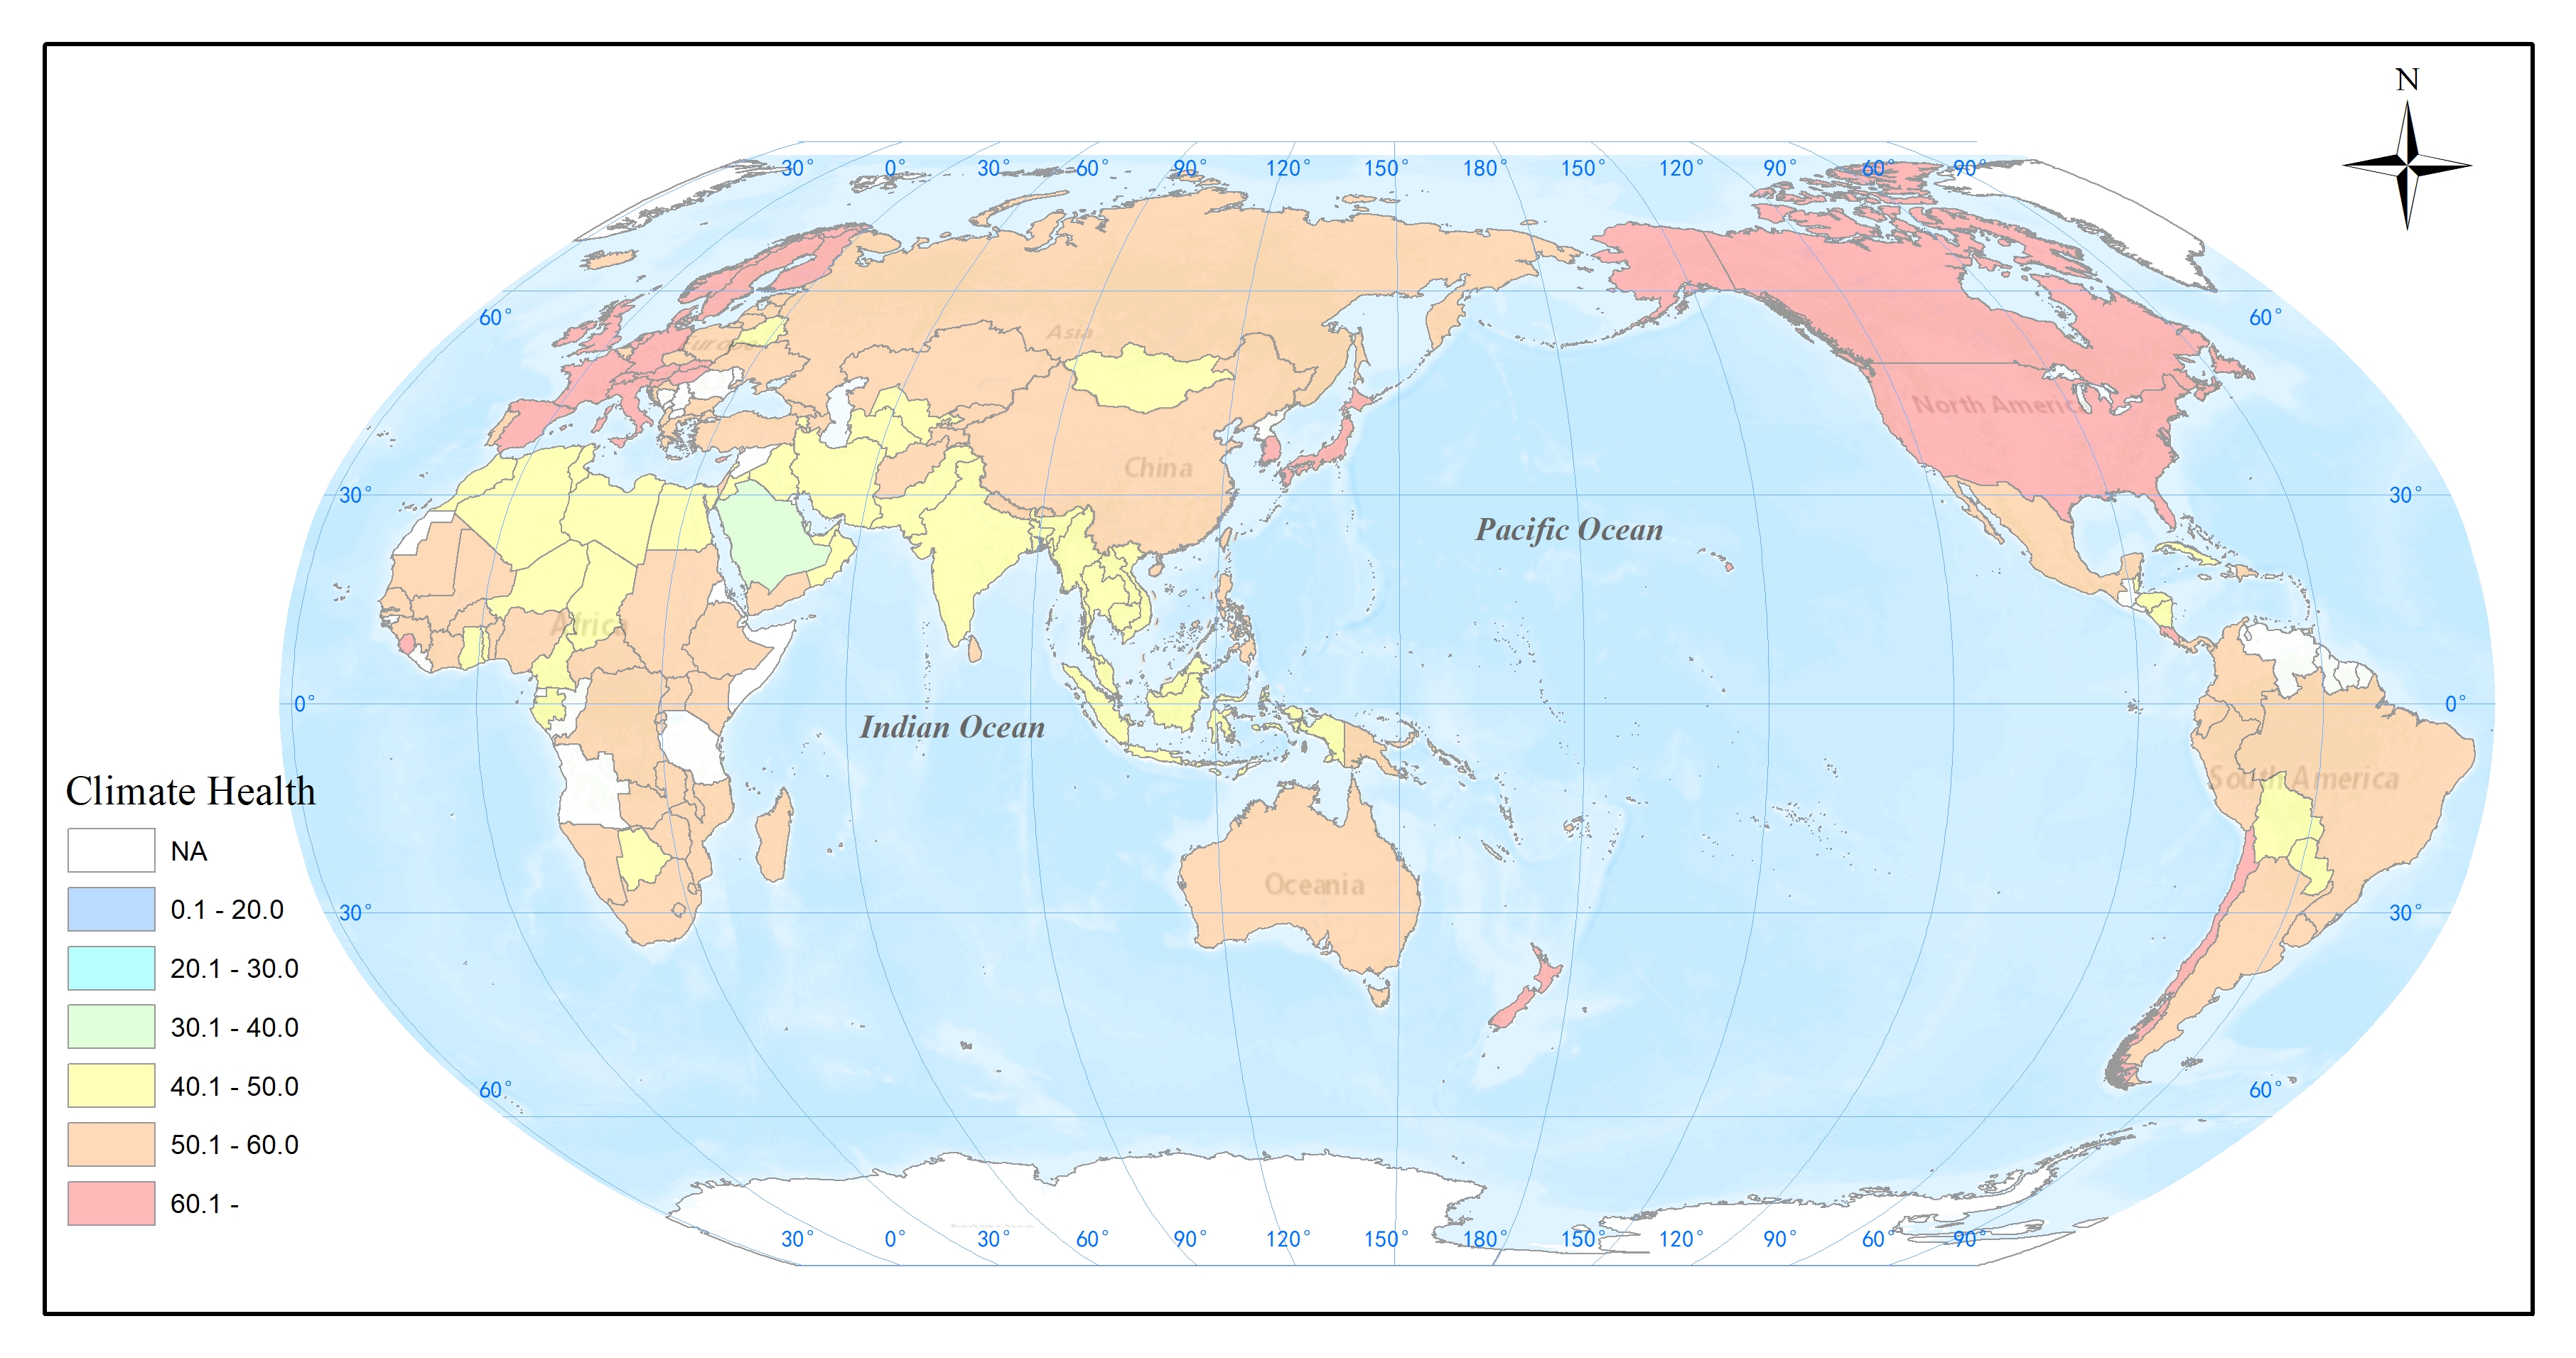 N
30° 0° 30° 60° 90° 120° 150° 180° 150° 120° 90° 60° 90°
60° 60°
Asia
Europe
North America
China
30° 30°
Pacific Ocean
Africa
0° 0°
Indian Ocean
South America
Climate Health
NA
Oceania
0.1 - 20.0
30° 30°
20.1 - 30.0
30.1 - 40.0
40.1 - 50.0
60° 60°
50.1 - 60.0
60.1 -
Antarctica
30° 0° 30° 60° 90° 120° 150° 180° 150° 120° 90° 60° 90°